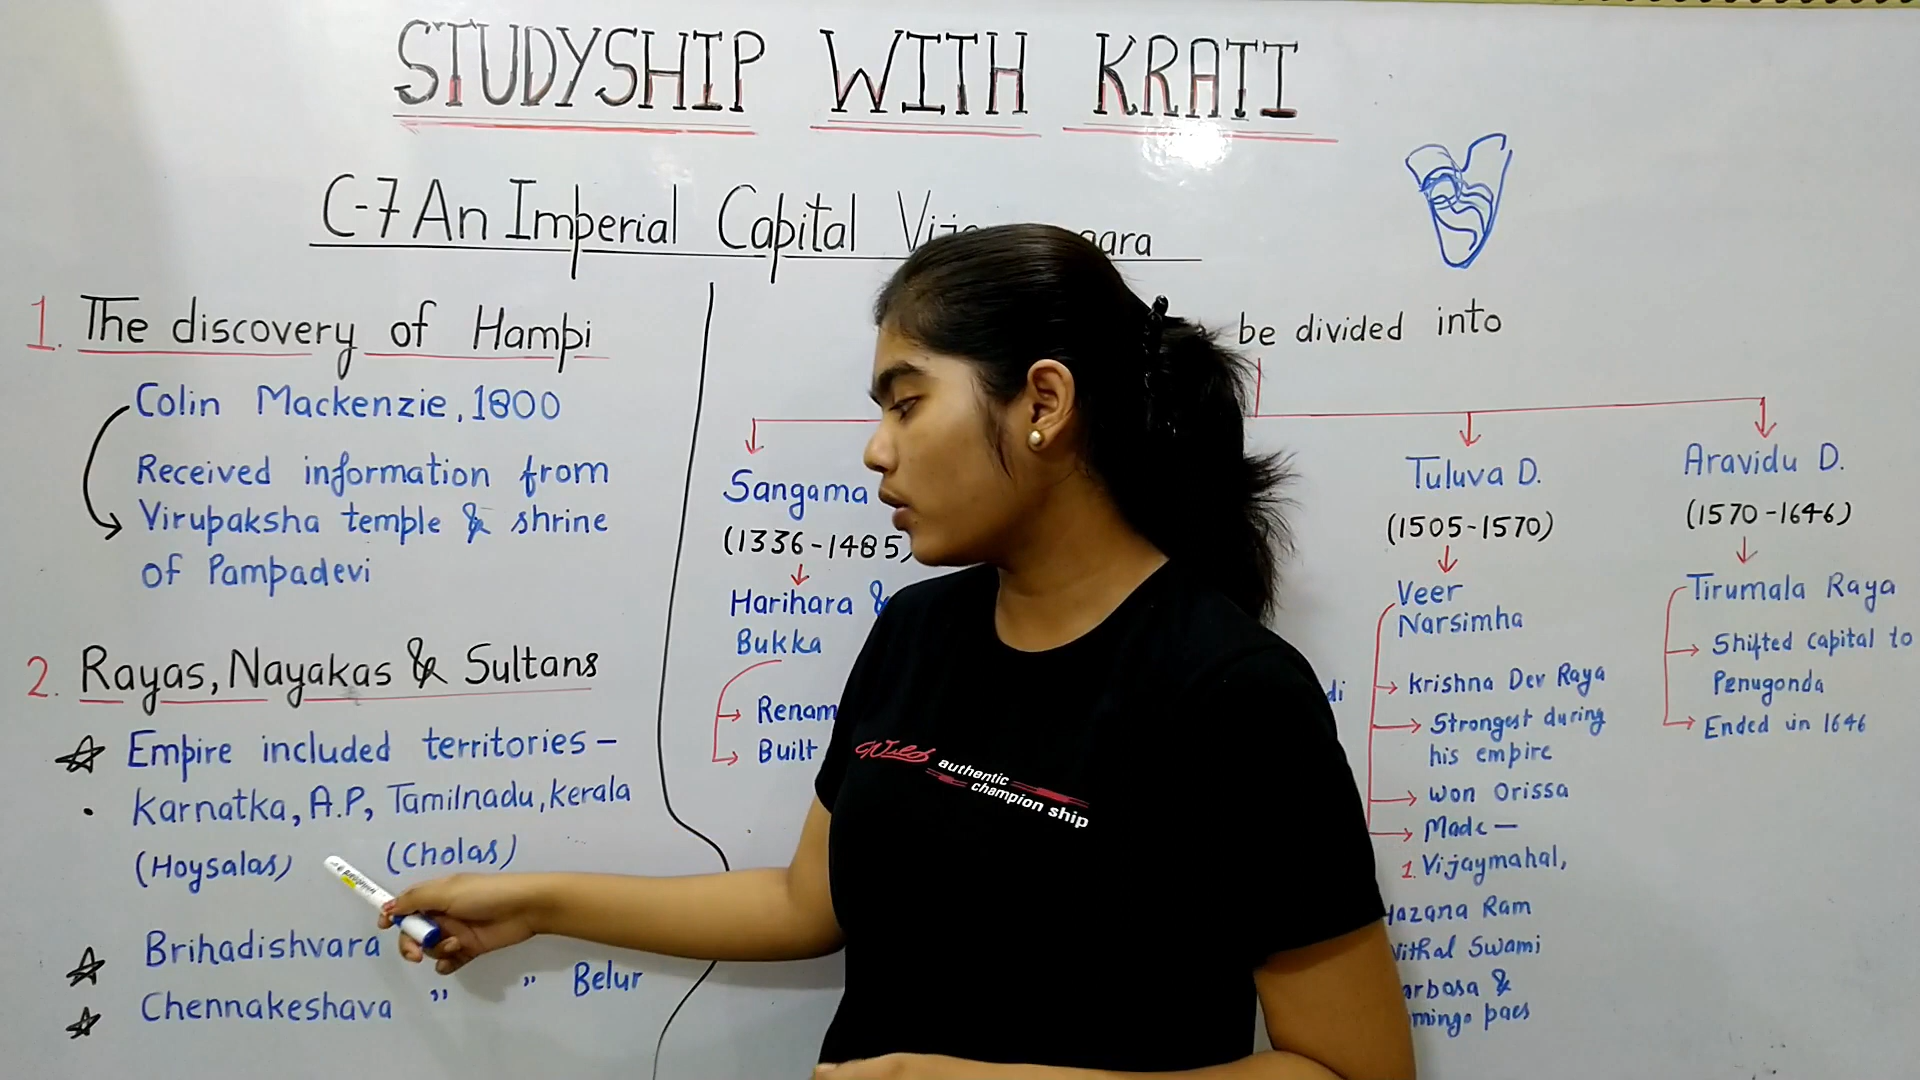 STUDYSHIP WITH KRATI
C-7 An Imperial Capital
1. The discovery of Hampi
Colin Mackenzie, 1800
Received information from
Virupaksha temple & shrine
of Pampadevi
2. Rayas, Nayakas & Sultans
Empire included territories -
• Karnatka, A.P, Tamilnadu, kerala
(Hoysalas) (Cholas)
Brihadishvara
Chennakeshava " " Belur
be divided into
Sangama
(1336-1485)
Harihara &
Bukka
Built
Tuluva D.
(1505-1570)
Veer
Narsimha
Krishna Dev Raya
Strongest during
his empire
won Orissa
Made -
1. Vijaymahal,
Ram
Swami
&
paes
Aravidu D.
(1570-1646)
Tirumala Raya
Shifted capital to
Penugonda
Ended in 1646
authentic
champion ship